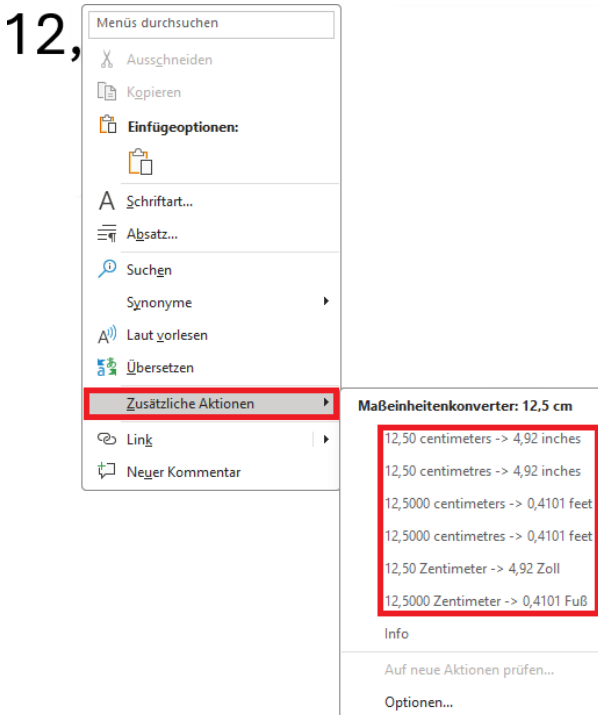 12,
Menüs durchsuchen
Ausschneiden
Kopieren
Einfügeoptionen:
Schriftart...
Absatz...
Suchen
Synonyme
Laut vorlesen
Übersetzen
Zusätzliche Aktionen
Link
Neuer Kommentar
Maßeinheitenkonverter: 12,5 cm
12,50 centimeters -> 4,92 inches
12,50 centimetres -> 4,92 inches
12,5000 centimeters -> 0,4101 feet
12,5000 centimetres -> 0,4101 feet
12,50 Zentimeter -> 4,92 Zoll
12,5000 Zentimeter -> 0,4101 Fuß
Info
Auf neue Aktionen prüfen...
Optionen...